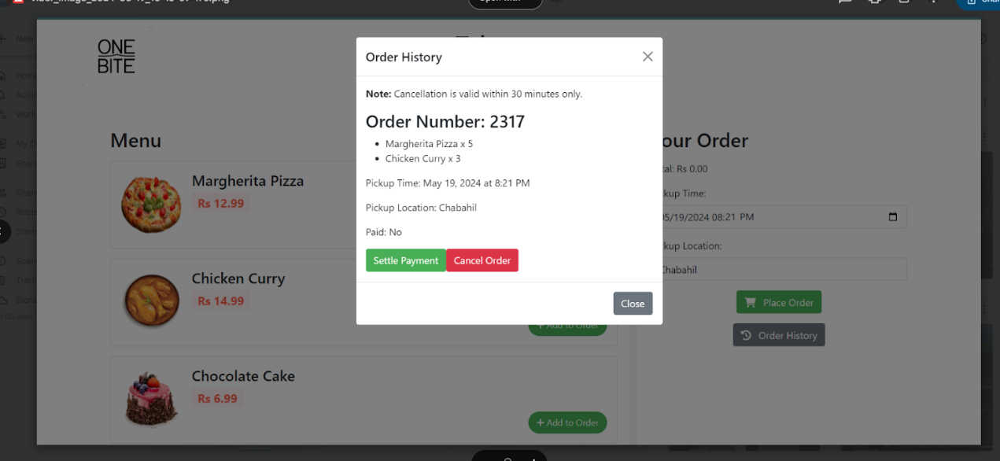 ONE
BITE
Order History
Note: Cancellation is valid within 30 minutes only.
Order Number: 2317
• Margherita Pizza x 5
• Chicken Curry x 3
Pickup Time: May 19, 2024 at 8:21 PM
Pickup Location: Chabahil
Paid: No
Settle Payment
Cancel Order
Close
Menu
Margherita Pizza
Rs 12.99
Chicken Curry
Rs 14.99
+ Add to Order
Chocolate Cake
Rs 6.99
+ Add to Order
our Order
tal: Rs 0.00
kup Time:
05/19/2024 08:21 PM
kup Location:
Chabahil
Place Order
Order History
New
Home